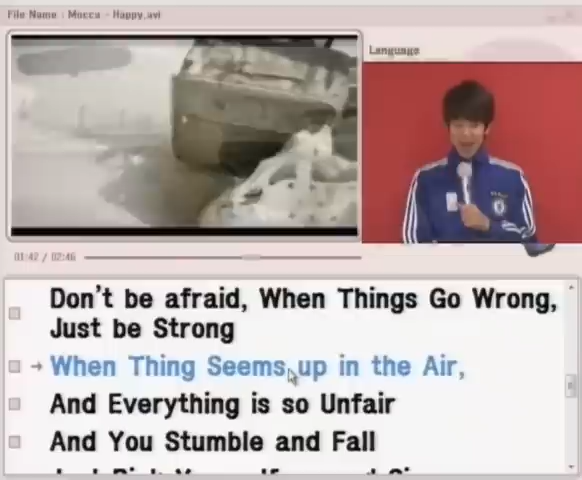 File Name : Mocca - Happy.avi
Language
01:42 / 02:46
Don't be afraid, When Things Go Wrong,
Just be Strong
When Thing Seems up in the Air,
And Everything is so Unfair
And You Stumble and Fall